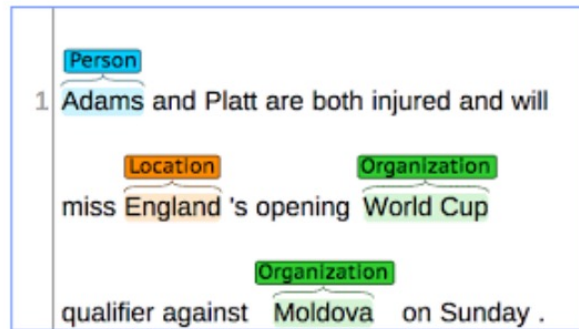 Person
1 Adams and Platt are both injured and will
Location Organization
miss England 's opening World Cup
Organization
qualifier against Moldova on Sunday .